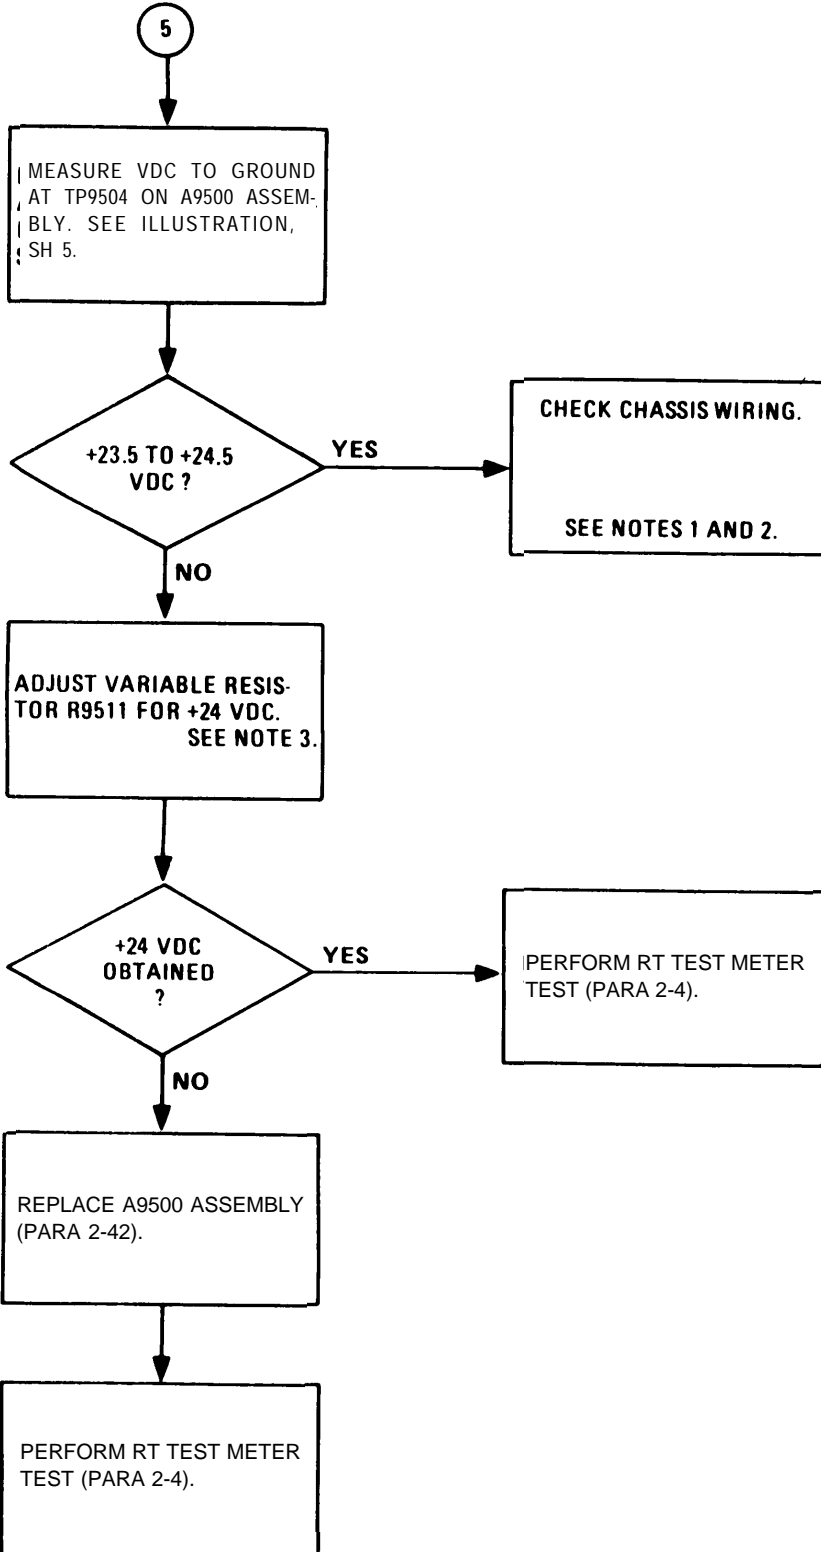 5
MEASURE VDC TO GROUND
AT TP9504 ON A9500 ASSEM-
BLY. SEE ILLUSTRATION,
SH 5.
+23.5 TO +24.5
VDC ?
YES
CHECK CHASSIS WIRING.
SEE NOTES 1 AND 2.
NO
ADJUST VARIABLE RESIS-
TOR R9511 FOR +24 VDC.
SEE NOTE 3.
+24 VDC
OBTAINED
?
YES
PERFORM RT TEST METER
TEST (PARA 2-4).
NO
REPLACE A9500 ASSEMBLY
(PARA 2-42).
PERFORM RT TEST METER
TEST (PARA 2-4).